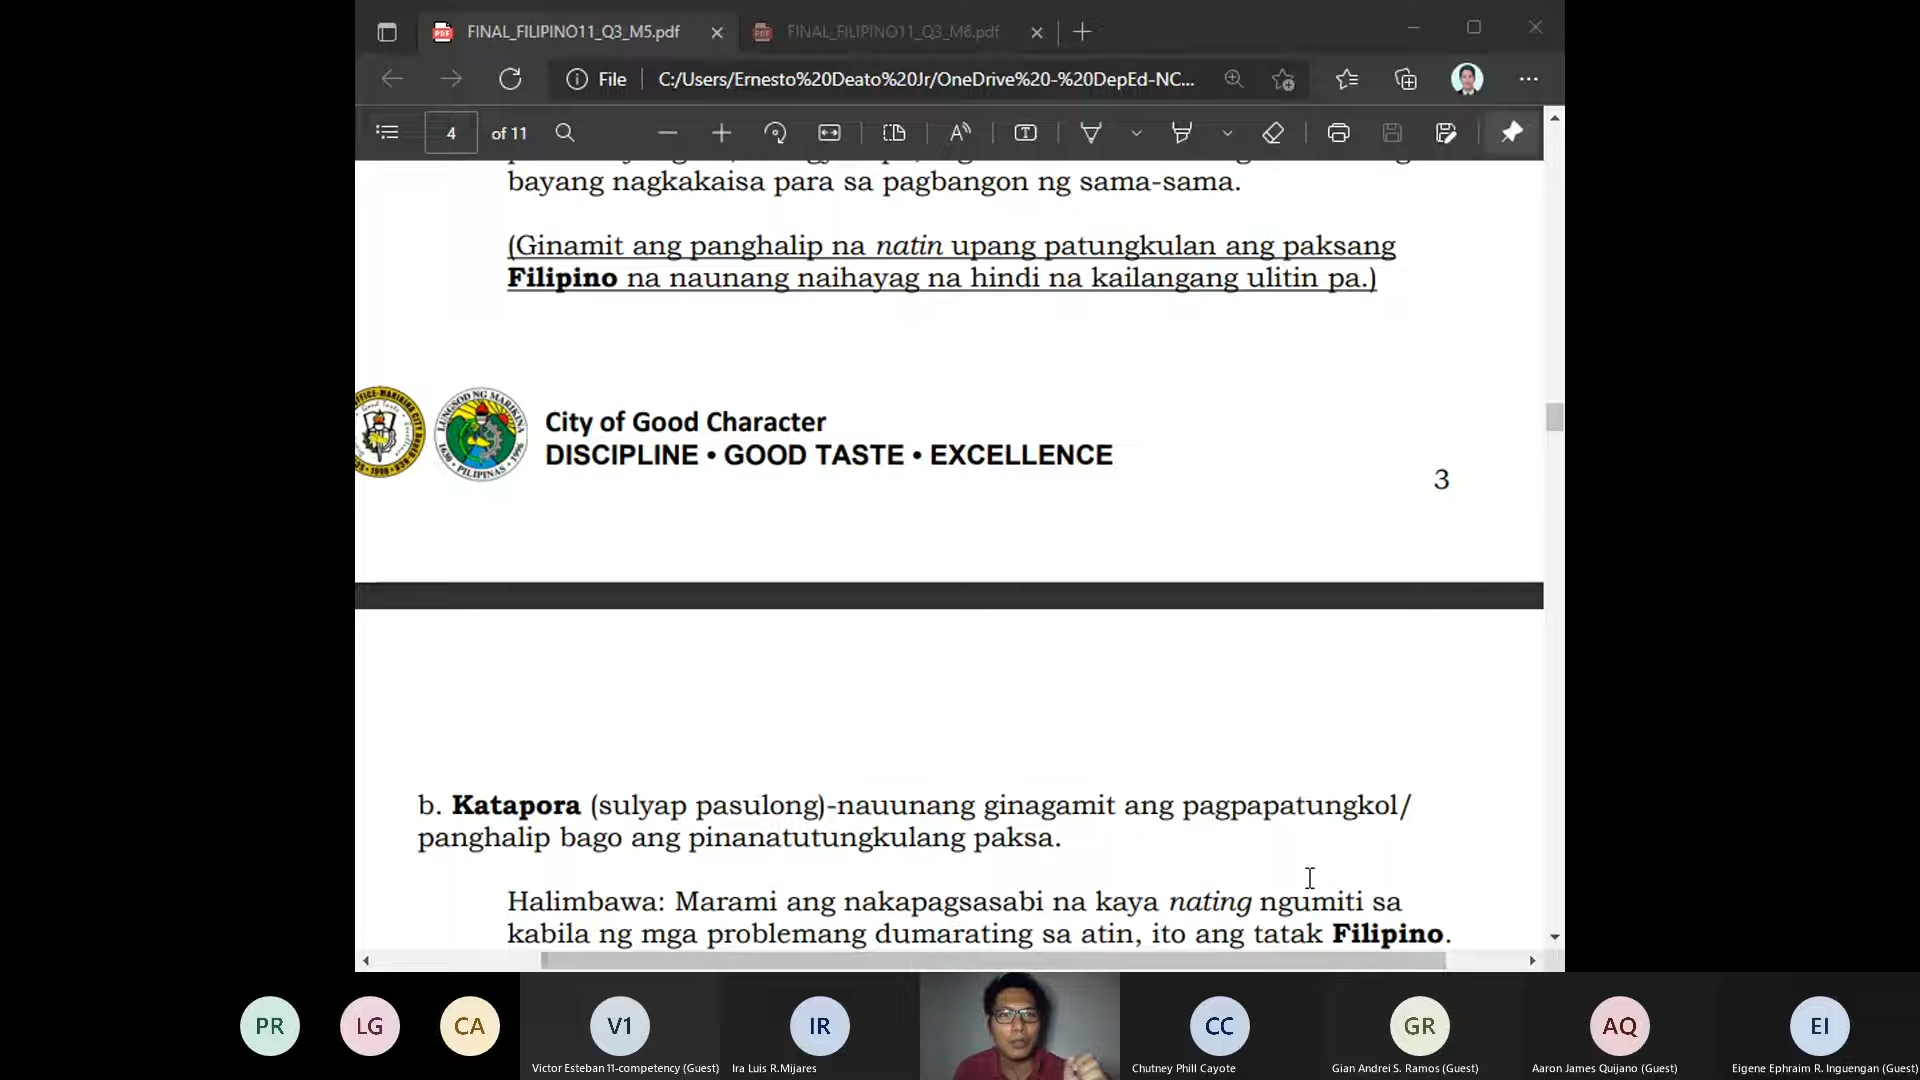 FINAL_FILIPINO11_Q3_M5.pdf
FINAL_FILIPINO11_Q3_M6.pdf
File
C:/Users/Ernesto%20Deato%20Jr/OneDrive%20-%20DepEd-NC...
4
of 11
bayang nagkakaisa para sa pagbangon ng sama-sama.
(Ginamit ang panghalip na natin upang patungkulan ang paksang
Filipino na naunang naihayag na hindi na kailangang ulitin pa.)
LUNGSOD NG MARIKINA
1630 PILIPINAS 1996
City of Good Character
DISCIPLINE • GOOD TASTE • EXCELLENCE
3
b. Katapora (sulyap pasulong)-nauunang ginagamit ang pagpapatungkol/
panghalip bago ang pinanatutungkulang paksa.
Halimbawa: Marami ang nakapagsasabi na kaya nating ngumiti sa
kabila ng mga problemang dumarating sa atin, ito ang tatak Filipino.
PR
LG
CA
V1
IR
CC
GR
AQ
EI
Victor Esteban 11-competency (Guest)
Ira Luis R.Mijares
Chutney Phill Cayote
Gian Andrei S. Ramos (Guest)
Aaron James Quijano (Guest)
Eigene Ephraim R. Inguengan (Guest)